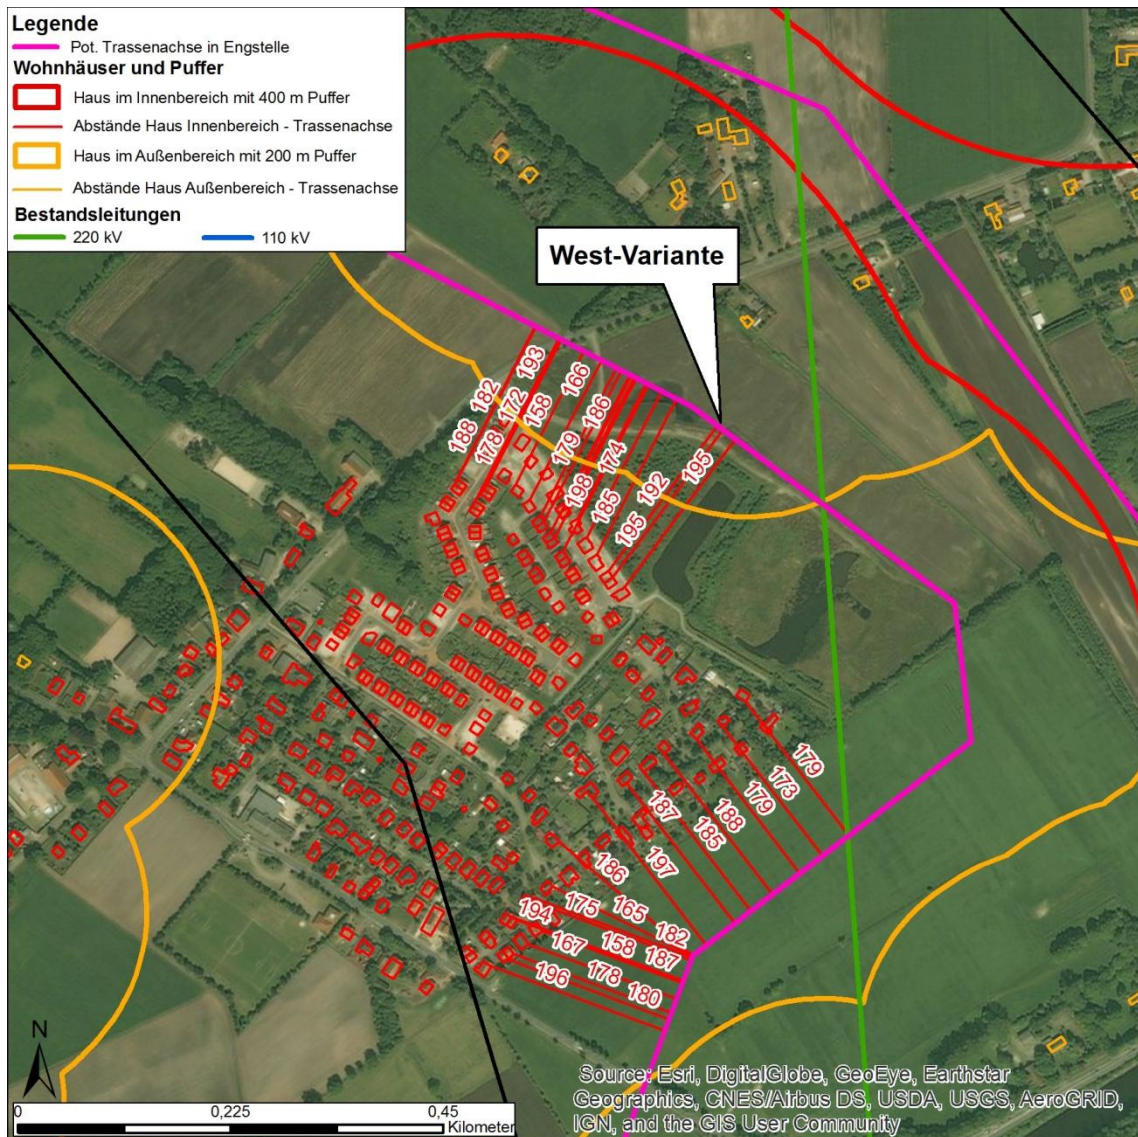 Legende
Pot. Trassenachse in Engstelle
Wohnhäuser und Puffer
Haus im Innenbereich mit 400 m Puffer
Abstände Haus Innenbereich - Trassenachse
Haus im Außenbereich mit 200 m Puffer
Abstände Haus Außenbereich - Trassenachse
Bestandsleitungen
220 kV 110 kV
West-Variante
193
182
166
172
158
186
188
178
179
174
198
185
192
195
195
179
173
179
188
185
187
197
186
165
175
182
194
187
158
167
178
180
196
N
0 0,225 0,45
Kilometer
Source: Esri, DigitalGlobe, GeoEye, Earthstar
Geographics, CNES/Airbus DS, USDA, USGS, AeroGRID,
IGN, and the GIS User Community